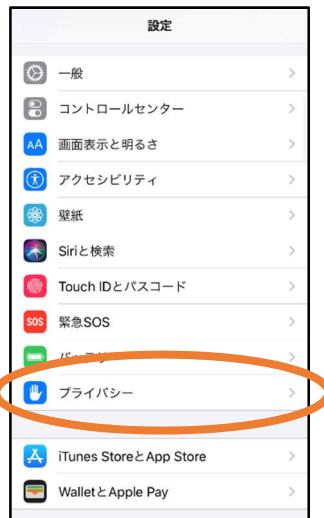 設定
一般
コントロールセンター
AA 画面表示と明るさ
アクセシビリティ
壁紙
Siriと検索
Touch IDとパスコード
SOS 緊急SOS
プライバシー
iTunes StoreとApp Store
WalletとApple Pay